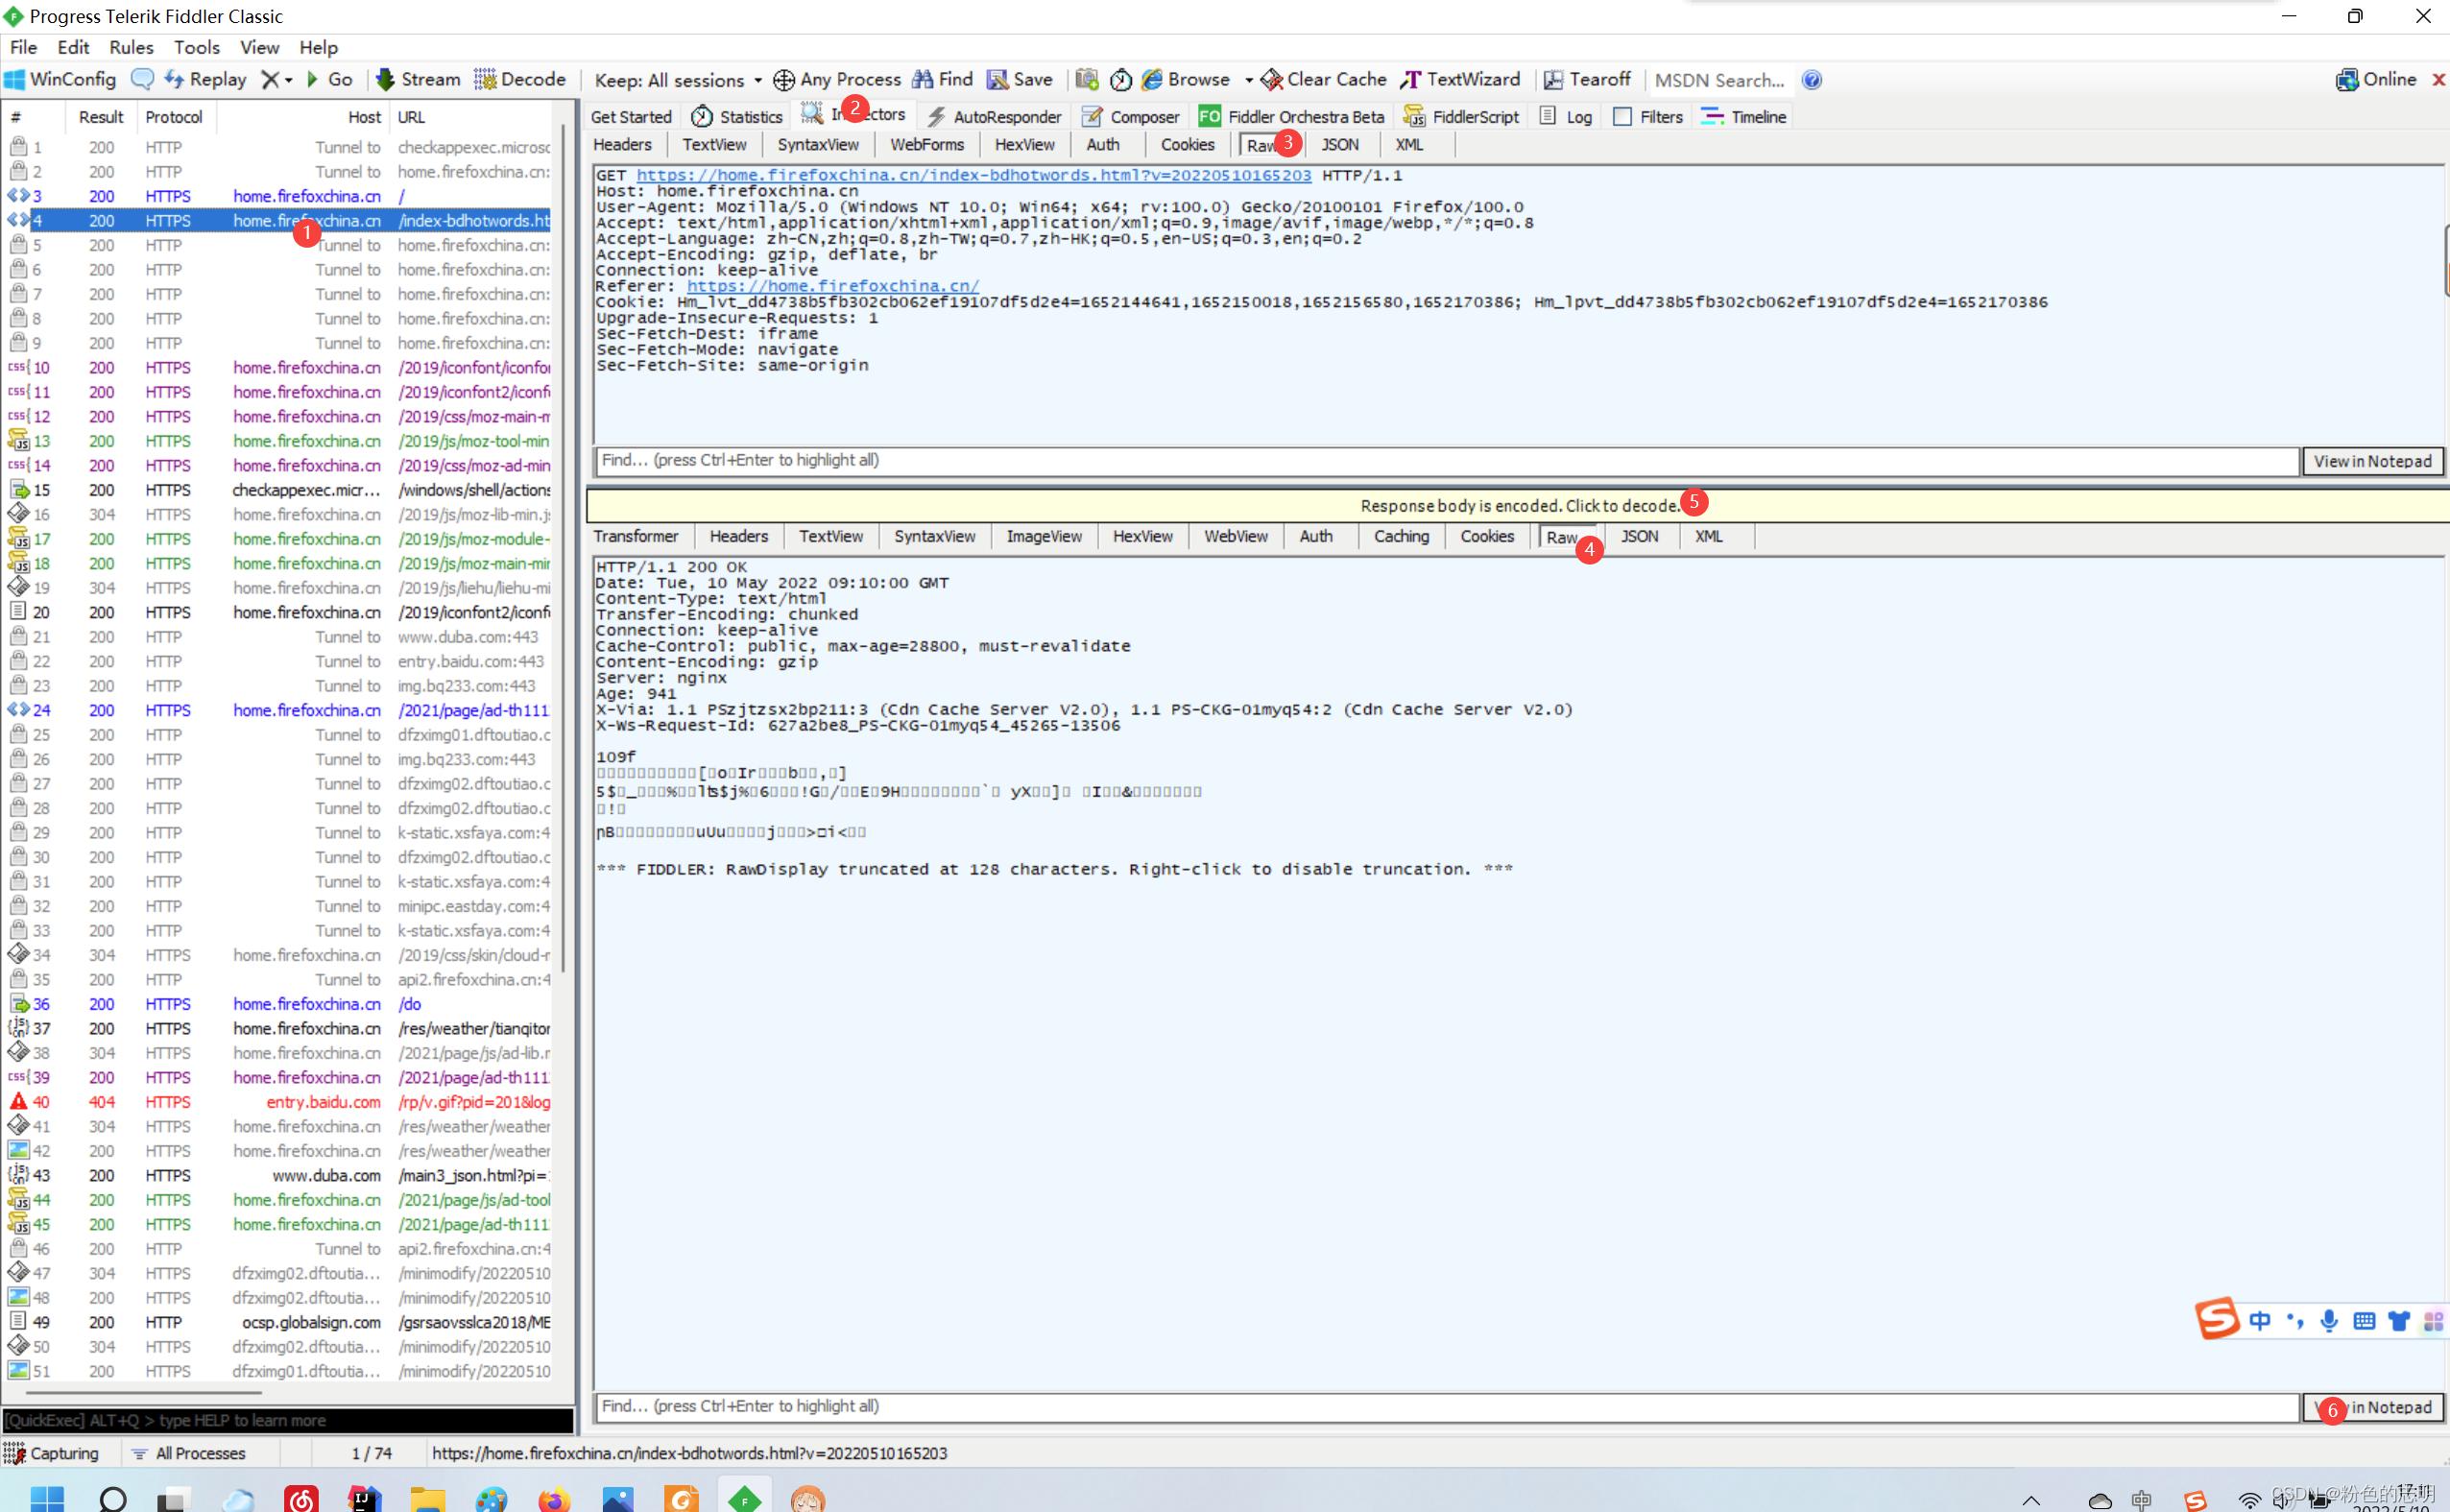 Progress Telerik Fiddler Classic
File Edit Rules Tools View Help
WinConfig Replay Go Stream Decode Keep: All sessions Any Process Find Save Browse Clear Cache TextWizard Tearoff MSDN Search... Online
# Result Protocol Host URL
1 200 HTTP Tunnel to checkappexec.microsc
2 200 HTTP Tunnel to home.firefoxchina.cn:
3 200 HTTPS home.firefoxchina.cn /
4 200 HTTPS home.firefoxchina.cn /index-bdhotwords.ht
1
5 200 HTTP Tunnel to home.firefoxchina.cn:
6 200 HTTP Tunnel to home.firefoxchina.cn:
7 200 HTTP Tunnel to home.firefoxchina.cn:
8 200 HTTP Tunnel to home.firefoxchina.cn:
9 200 HTTP Tunnel to home.firefoxchina.cn:
10 200 HTTPS home.firefoxchina.cn /2019/iconfont/iconfo
11 200 HTTPS home.firefoxchina.cn /2019/iconfont2/iconf
12 200 HTTPS home.firefoxchina.cn /2019/css/moz-main-m
13 200 HTTPS home.firefoxchina.cn /2019/js/moz-tool-min
14 200 HTTPS home.firefoxchina.cn /2019/css/moz-ad-min
15 200 HTTPS checkappexec.micr... /windows/shell/actions
16 304 HTTPS home.firefoxchina.cn /2019/js/moz-lib-min.js
17 200 HTTPS home.firefoxchina.cn /2019/js/moz-module-
18 200 HTTPS home.firefoxchina.cn /2019/js/moz-main-mir
19 304 HTTPS home.firefoxchina.cn /2019/js/liehu/liehu-mi
20 200 HTTPS home.firefoxchina.cn /2019/iconfont2/iconf
21 200 HTTP Tunnel to www.duba.com:443
22 200 HTTP Tunnel to entry.baidu.com:443
23 200 HTTP Tunnel to img.bq233.com:443
24 200 HTTPS home.firefoxchina.cn /2021/page/ad-th111
25 200 HTTP Tunnel to dfzximg01.dftoutiao.c
26 200 HTTP Tunnel to img.bq233.com:443
27 200 HTTP Tunnel to dfzximg02.dftoutiao.c
28 200 HTTP Tunnel to dfzximg02.dftoutiao.c
29 200 HTTP Tunnel to k-static.xsfaya.com:4
30 200 HTTP Tunnel to dfzximg02.dftoutiao.c
31 200 HTTP Tunnel to k-static.xsfaya.com:4
32 200 HTTP Tunnel to minipc.eastday.com:4
33 200 HTTP Tunnel to k-static.xsfaya.com:4
34 304 HTTPS home.firefoxchina.cn /2019/css/skin/cloud-r
35 200 HTTP Tunnel to api2.firefoxchina.cn:4
36 200 HTTPS home.firefoxchina.cn /do
37 200 HTTPS home.firefoxchina.cn /res/weather/tianqitor
38 304 HTTPS home.firefoxchina.cn /2021/page/js/ad-lib.r
39 200 HTTPS home.firefoxchina.cn /2021/page/ad-th111
40 404 HTTPS entry.baidu.com /rp/v.gif?pid=201&log
41 304 HTTPS home.firefoxchina.cn /res/weather/weather
42 200 HTTPS home.firefoxchina.cn /res/weather/weather
43 200 HTTPS www.duba.com /main3_json.html?pi=
44 200 HTTPS home.firefoxchina.cn /2021/page/js/ad-tool
45 200 HTTPS home.firefoxchina.cn /2021/page/ad-th111
46 200 HTTP Tunnel to api2.firefoxchina.cn:4
47 304 HTTPS dfzximg02.dftoutia... /minimodify/20220510
48 200 HTTPS dfzximg02.dftoutia... /minimodify/20220510
49 200 HTTP ocsp.globalsign.com /gsrsaovsslca2018/ME
50 304 HTTPS dfzximg02.dftoutia... /minimodify/20220510
51 200 HTTPS dfzximg01.dftoutia... /minimodify/20220510
[QuickExec] ALT+Q > type HELP to learn more
Get Started Statistics 2 AutoResponder Composer FO Fiddler Orchestra Beta FiddlerScript Log Filters Timeline
Headers TextView SyntaxView WebForms HexView Auth Cookies Raw 3 JSON XML
GET https://home.firefoxchina.cn/index-bdhotwords.html?v=20220510165203 HTTP/1.1
Host: home.firefoxchina.cn
User-Agent: Mozilla/5.0 (Windows NT 10.0; Win64; x64; rv:100.0) Gecko/20100101 Firefox/100.0
Accept: text/html,application/xhtml+xml,application/xml;q=0.9,image/avif,image/webp,*/*;q=0.8
Accept-Language: zh-CN,zh;q=0.8,zh-TW;q=0.7,zh-HK;q=0.5,en-US;q=0.3,en;q=0.2
Accept-Encoding: gzip, deflate, br
Connection: keep-alive
Referer: https://home.firefoxchina.cn/
Cookie: Hm_lvt_dd4738b5fb302cb062ef19107df5d2e4=1652144641,1652150018,1652156580,1652170386; Hm_lpvt_dd4738b5fb302cb062ef19107df5d2e4=1652170386
Upgrade-Insecure-Requests: 1
Sec-Fetch-Dest: iframe
Sec-Fetch-Mode: navigate
Sec-Fetch-Site: same-origin
Find... (press Ctrl+Enter to highlight all) View in Notepad
Response body is encoded. Click to decode. 5
Transformer Headers TextView SyntaxView ImageView HexView WebView Auth Caching Cookies Raw 4 JSON XML
HTTP/1.1 200 OK
Date: Tue, 10 May 2022 09:10:00 GMT
Content-Type: text/html
Transfer-Encoding: chunked
Connection: keep-alive
Cache-Control: public, max-age=28800, must-revalidate
Content-Encoding: gzip
Server: nginx
Age: 941
X-Via: 1.1 PSzjtzsx2bp211:3 (Cdn Cache Server V2.0), 1.1 PS-CKG-01myq54:2 (Cdn Cache Server V2.0)
X-Ws-Request-Id: 627a2be8_PS-CKG-01myq54_45265-13506
109f
*** FIDDLER: RawDisplay truncated at 128 characters. Right-click to disable truncation. ***
中
Find... (press Ctrl+Enter to highlight all) 6 in Notepad
Capturing All Processes 1 / 74 https://home.firefoxchina.cn/index-bdhotwords.html?v=20220510165203
中
CSDN @粉色的志明